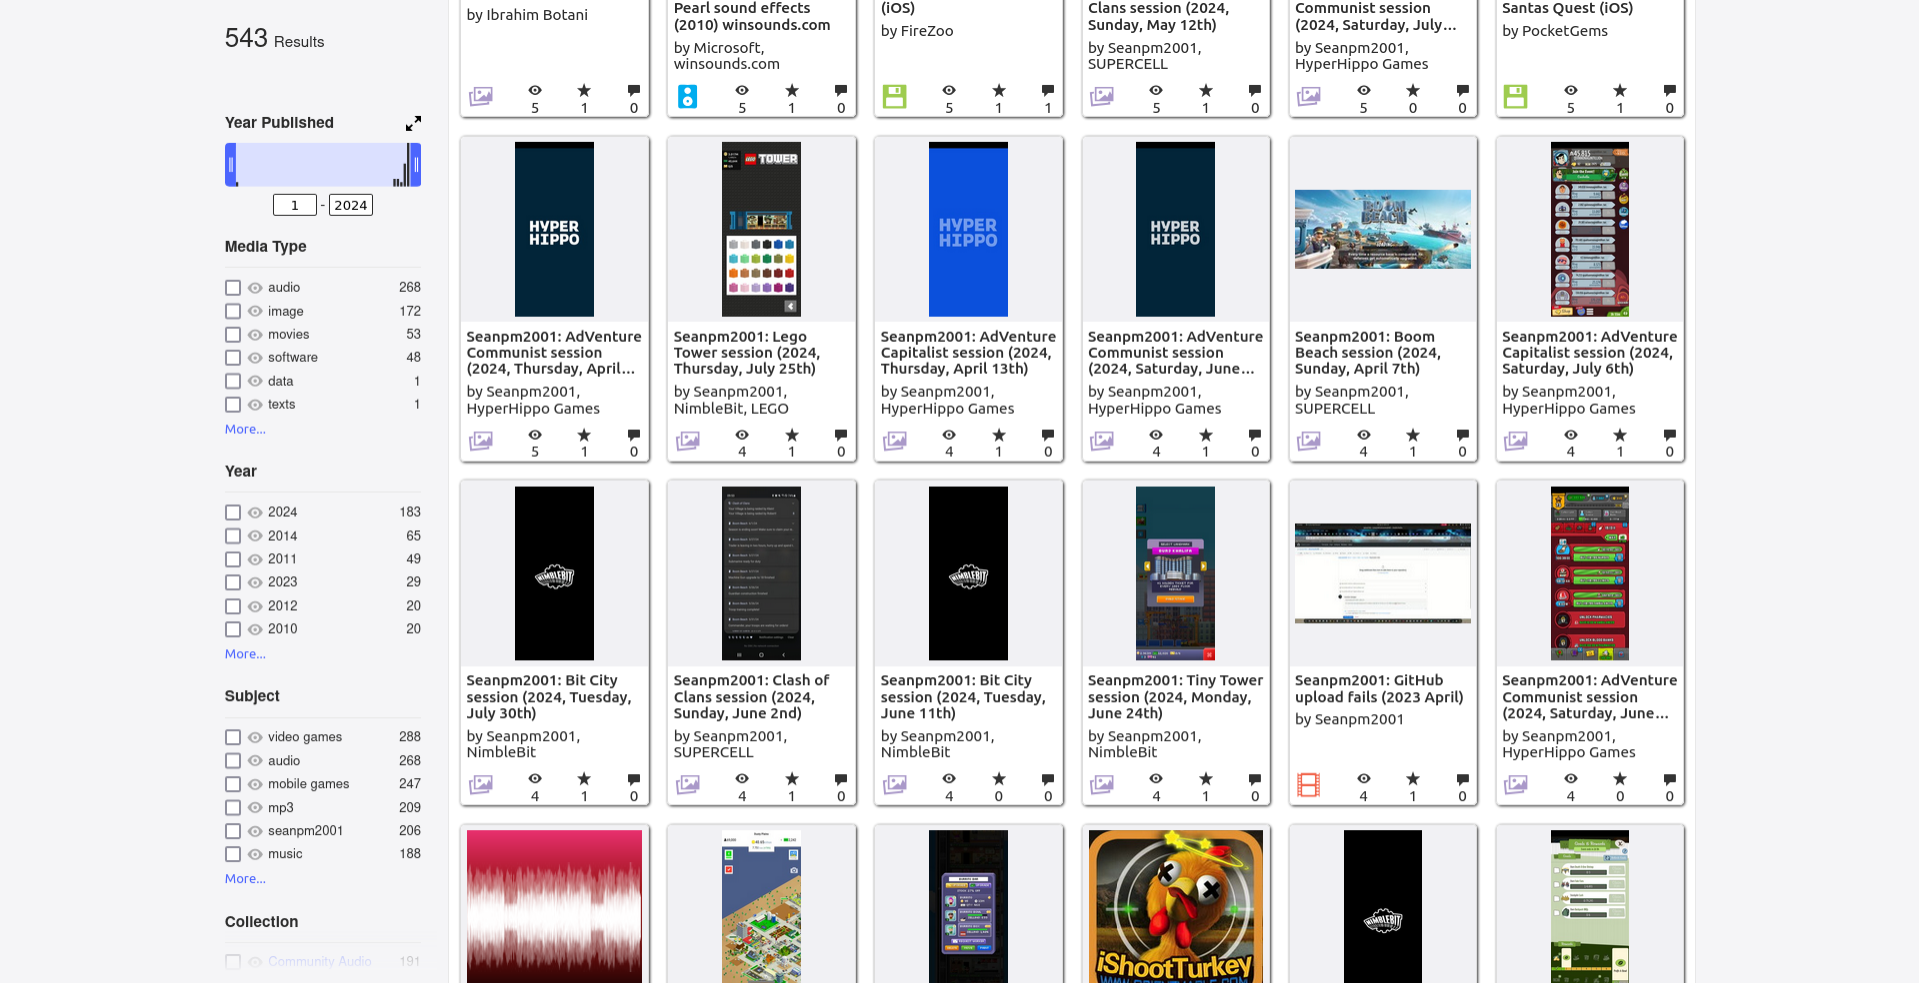 543 Results
Year Published
1 - 2024
Media Type
audio 268
image 172
movies 53
software 48
data 1
texts 1
More...
Year
2024 183
2014 65
2011 49
2023 29
2012 20
2010 20
More...
Subject
video games 288
audio 268
mobile games 247
mp3 209
seanpm2001 206
music 188
More...
Collection
Community Audio 191
by Ibrahim Botani
5 1 0
Pearl sound effects
(2010) winsounds.com
by Microsoft,
winsounds.com
5 1 0
(iOS)
by FireZoo
5 1 1
Clans session (2024,
Sunday, May 12th)
by Seanpm2001,
SUPERCELL
5 1 0
Communist session
(2024, Saturday, July...
by Seanpm2001,
HyperHippo Games
5 0 0
Santas Quest (iOS)
by PocketGems
5 1 0
HYPER
HIPPO
Seanpm2001: AdVenture
Communist session
(2024, Thursday, April...
by Seanpm2001,
HyperHippo Games
5 1 0
LEGO TOWER
Seanpm2001: Lego
Tower session (2024,
Thursday, July 25th)
by Seanpm2001,
NimbleBit, LEGO
4 1 0
HYPER
HIPPO
Seanpm2001: AdVenture
Capitalist session (2024,
Thursday, April 13th)
by Seanpm2001,
HyperHippo Games
4 1 0
HYPER
HIPPO
Seanpm2001: AdVenture
Communist session
(2024, Saturday, June...
by Seanpm2001,
HyperHippo Games
4 1 0
BOOM
BEACH
Seanpm2001: Boom
Beach session (2024,
Sunday, April 7th)
by Seanpm2001,
SUPERCELL
4 1 0
Seanpm2001: AdVenture
Capitalist session (2024,
Saturday, July 6th)
by Seanpm2001,
HyperHippo Games
4 1 0
NIMBLEBIT
Seanpm2001: Bit City
session (2024, Tuesday,
July 30th)
by Seanpm2001,
NimbleBit
4 1 0
Seanpm2001: Clash of
Clans session (2024,
Sunday, June 2nd)
by Seanpm2001,
SUPERCELL
4 1 0
NIMBLEBIT
Seanpm2001: Bit City
session (2024, Tuesday,
June 11th)
by Seanpm2001,
NimbleBit
4 0 0
Seanpm2001: Tiny Tower
session (2024, Monday,
June 24th)
by Seanpm2001,
NimbleBit
4 1 0
Seanpm2001: GitHub
upload fails (2023 April)
by Seanpm2001
4 1 0
Seanpm2001: AdVenture
Communist session
(2024, Saturday, June...
by Seanpm2001,
HyperHippo Games
4 0 0
iShootTurkey
NIMBLEBIT